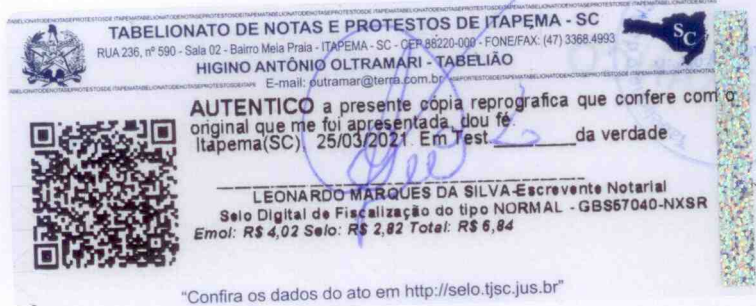 TABELIONATO DE NOTAS E PROTESTOS DE ITAPEMA - SC
RUA 236, nº 590 - Sala 02 - Bairro Meia Praia - ITAPEMA - SC - CEP 88220-000 - FONE/FAX: (47) 3368.4993
HIGINO ANTÔNIO OLTRAMARI - TABELIÃO
E-mail: outramar@terra.com.br
SC
AUTENTICO a presente cópia reprografica que confere com o
original que me foi apresentada, dou fé.
Itapema(SC), 25/03/2021. Em Test.________da verdade
LEONARDO MARQUES DA SILVA-Escrevente Notarial
Selo Digital de Fiscalização do tipo NORMAL - GBS57040-NXSR
Emol: R$ 4,02 Selo: R$ 2,82 Total: R$ 6,84
"Confira os dados do ato em http://selo.tjsc.jus.br"